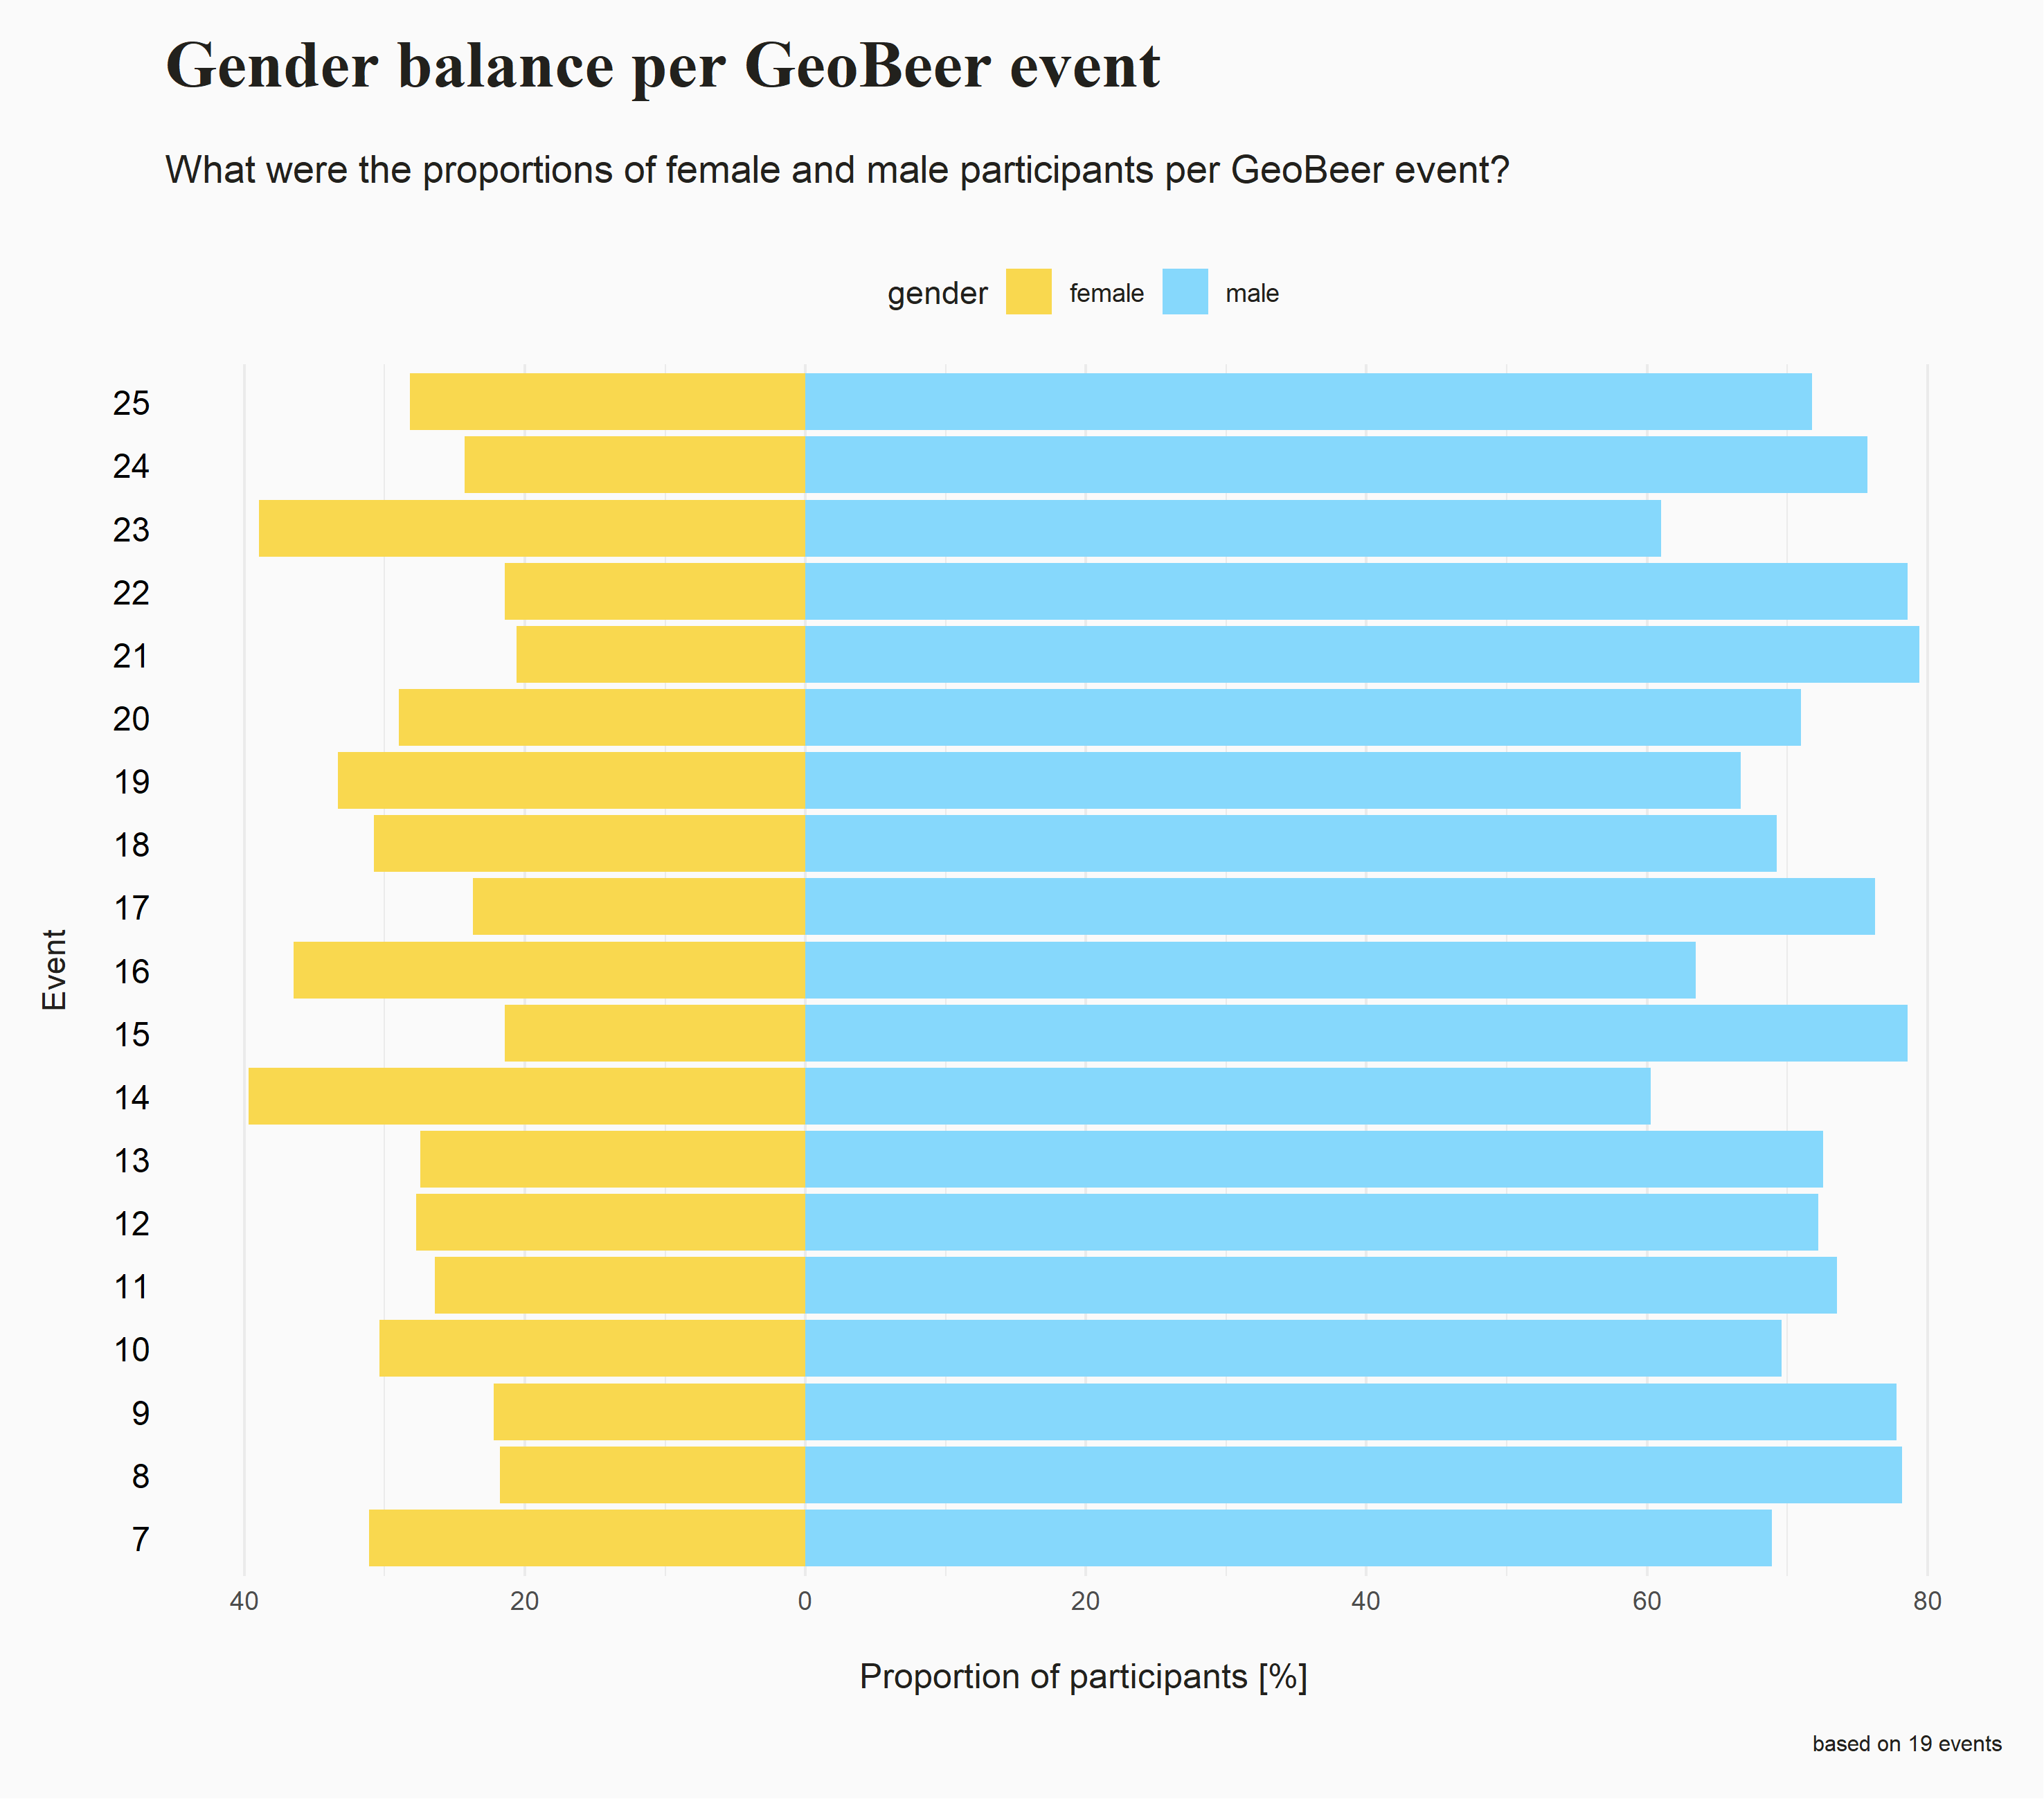 Gender balance per GeoBeer event
What were the proportions of female and male participants per GeoBeer event?
gender female male
25
24
23
22
21
20
19
18
17
16
15
14
13
12
11
10
9
8
7
Event
40 20 0 20 40 60 80
Proportion of participants [%]
based on 19 events